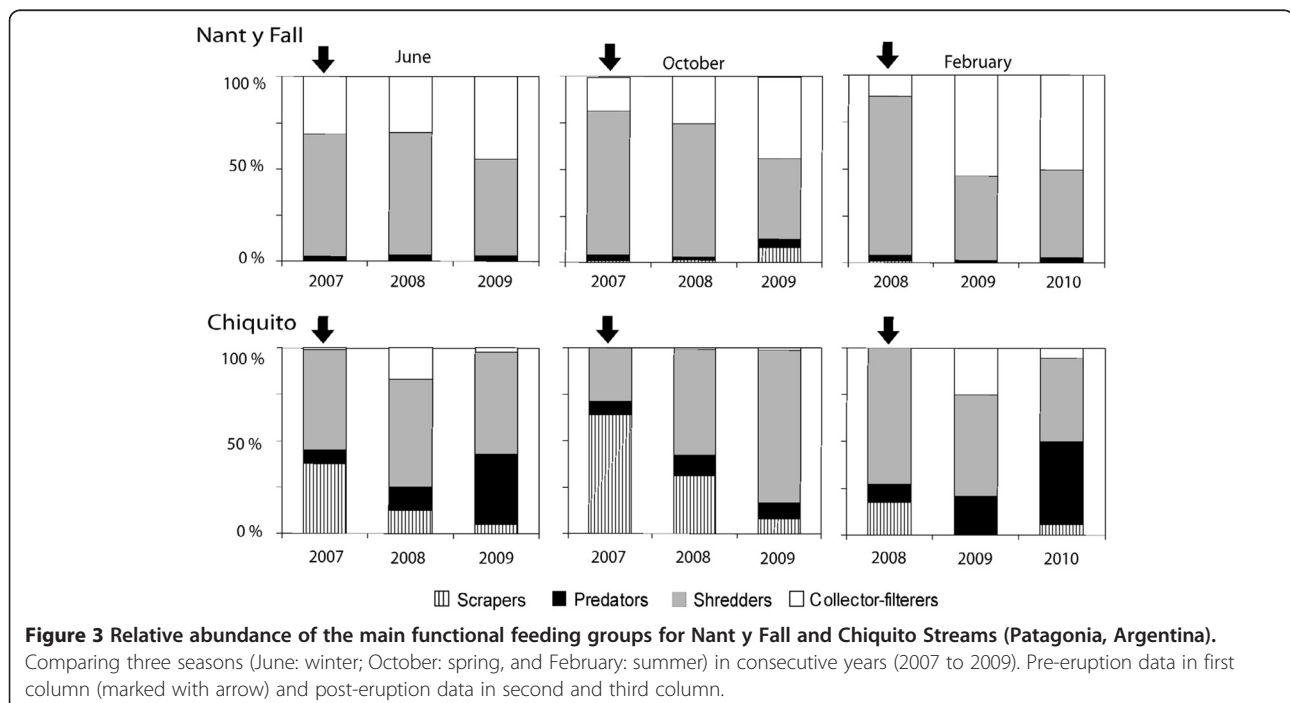 Nant y Fall
June
October
February
100 %
50 %
0 %
2007 2008 2009
2007 2008 2009
2008 2009 2010
Chiquito
100 %
50 %
0 %
2007 2008 2009
2007 2008 2009
2008 2009 2010
Scrapers Predators Shredders Collector-filterers
Figure 3 Relative abundance of the main functional feeding groups for Nant y Fall and Chiquito Streams (Patagonia, Argentina).
Comparing three seasons (June: winter; October: spring, and February: summer) in consecutive years (2007 to 2009). Pre-eruption data in first
column (marked with arrow) and post-eruption data in second and third column.